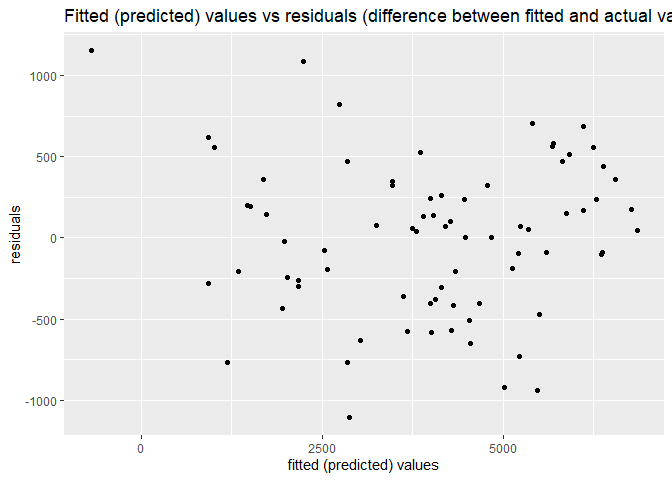 Fitted (predicted) values vs residuals (difference between fitted and actual va
1000
500
0
-500
-1000
residuals
0 2500 5000
fitted (predicted) values